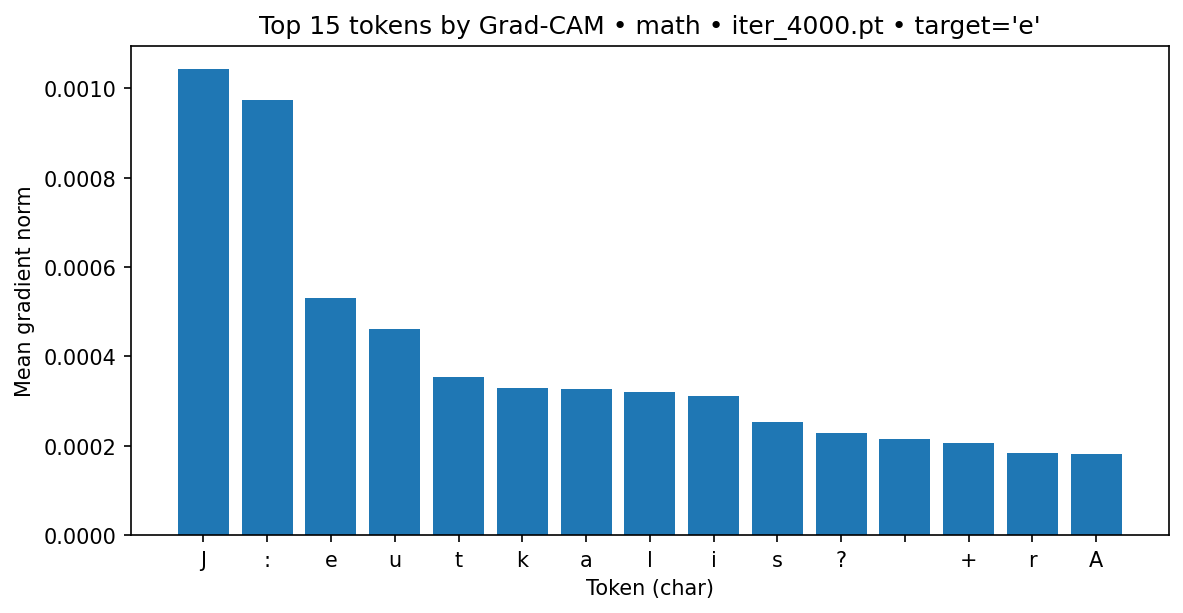 Top 15 tokens by Grad-CAM • math • iter_4000.pt • target='e'
Mean gradient norm
0.0010
0.0008
0.0006
0.0004
0.0002
0.0000
J : e u t k a l i s ? + r A
Token (char)